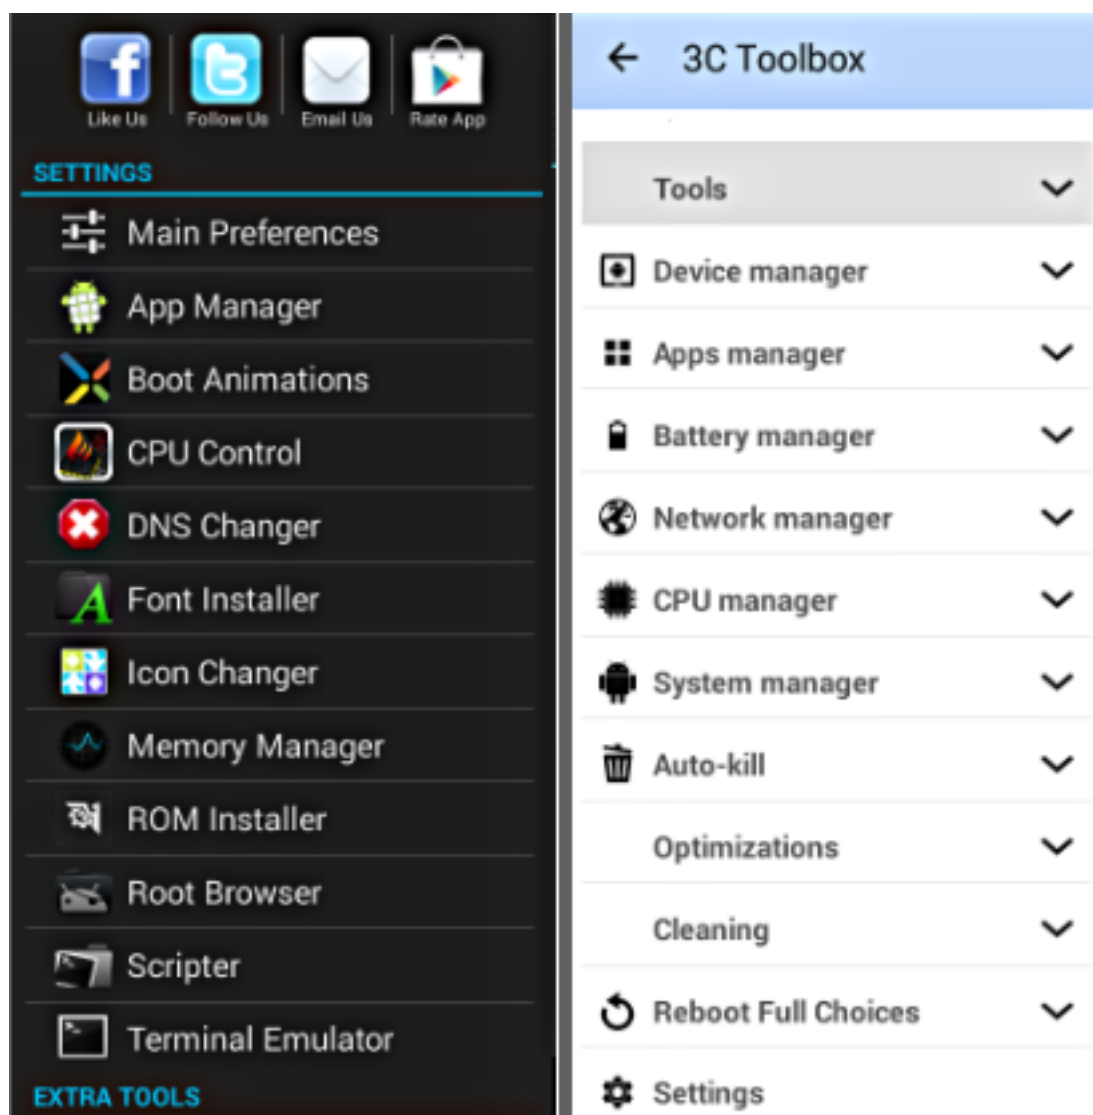 Like Us
Follow Us
Email Us
Rate App
SETTINGS
Main Preferences
App Manager
Boot Animations
CPU Control
DNS Changer
Font Installer
Icon Changer
Memory Manager
ROM Installer
Root Browser
Scripter
Terminal Emulator
EXTRA TOOLS
3C Toolbox
Tools
Device manager
Apps manager
Battery manager
Network manager
CPU manager
System manager
Auto-kill
Optimizations
Cleaning
Reboot Full Choices
Settings